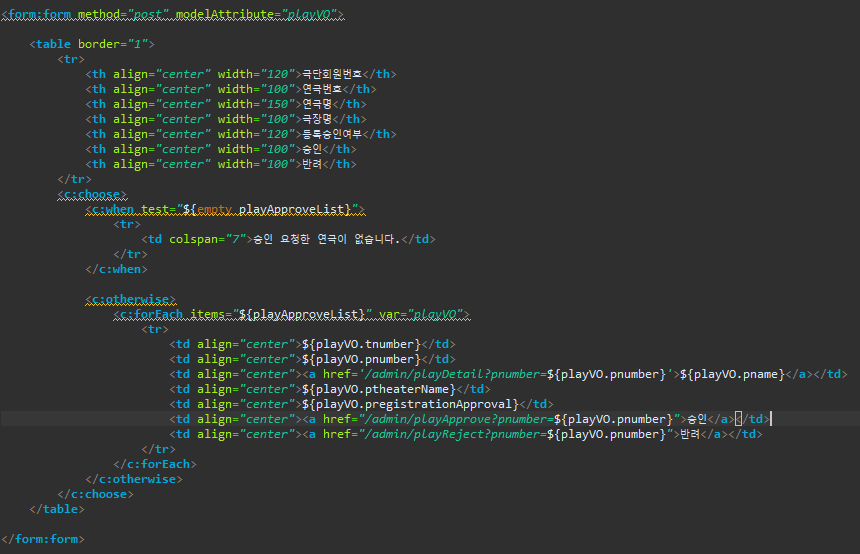 <form:form method="post" modelAttribute="playVO">
<table border="1">
<tr>
<th align="center" width="120">극단회원번호</th>
<th align="center" width="100">연극번호</th>
<th align="center" width="150">연극명</th>
<th align="center" width="100">극장명</th>
<th align="center" width="120">등록승인여부</th>
<th align="center" width="100">승인</th>
<th align="center" width="100">반려</th>
</tr>
<c:choose>
<c:when test="${empty playApproveList}">
<tr>
<td colspan="7">승인 요청한 연극이 없습니다.</td>
</tr>
</c:when>
<c:otherwise>
<c:forEach items="${playApproveList}" var="playVO">
<tr>
<td align="center">${playVO.tnumber}</td>
<td align="center">${playVO.pnumber}</td>
<td align="center"><a href='/admin/playDetail?pnumber=${playVO.pnumber}'>${playVO.pname}</a></td>
<td align="center">${playVO.ptheaterName}</td>
<td align="center">${playVO.pregistrationApproval}</td>
<td align="center"><a href="/admin/playApprove?pnumber=${playVO.pnumber}">승인</a></td>
<td align="center"><a href="/admin/playReject?pnumber=${playVO.pnumber}">반려</a></td>
</tr>
</c:forEach>
</c:otherwise>
</c:choose>
</table>
</form:form>